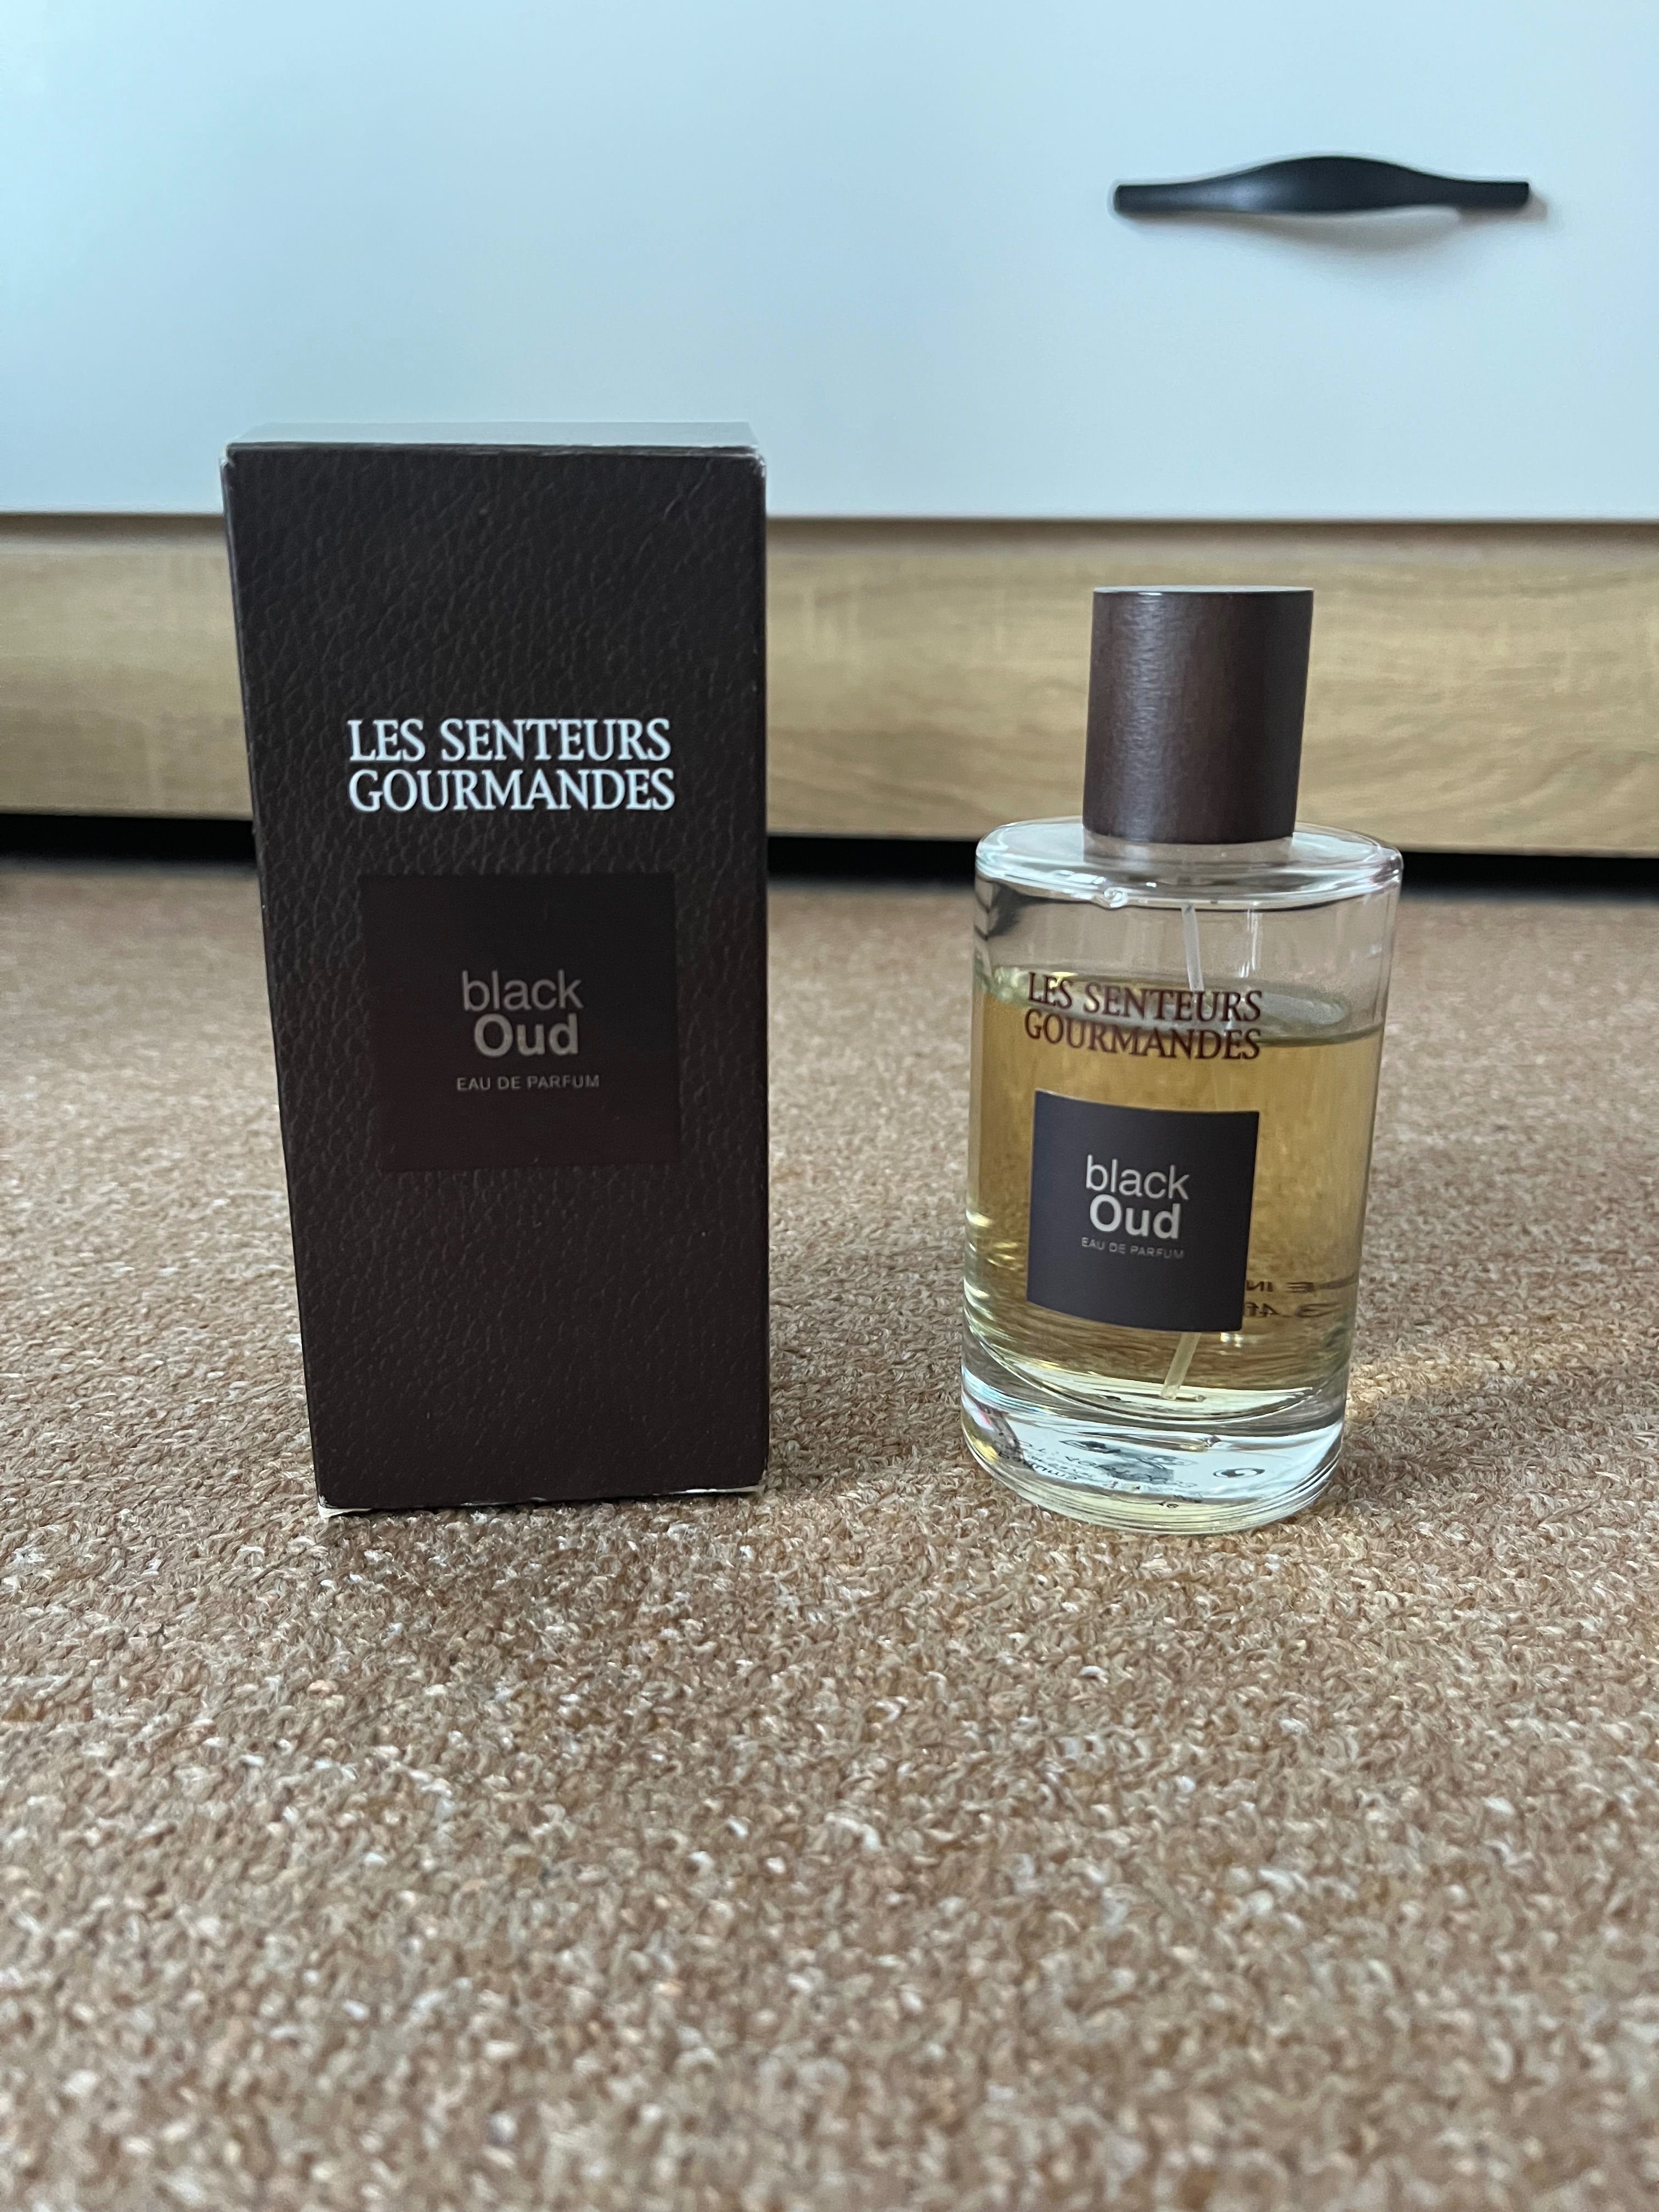 LES SENTEURS
GOURMANDES
black
Oud
EAU DE PARFUM
LES SENTEURS
GOURMANDES
black
Oud
EAU DE PARFUM